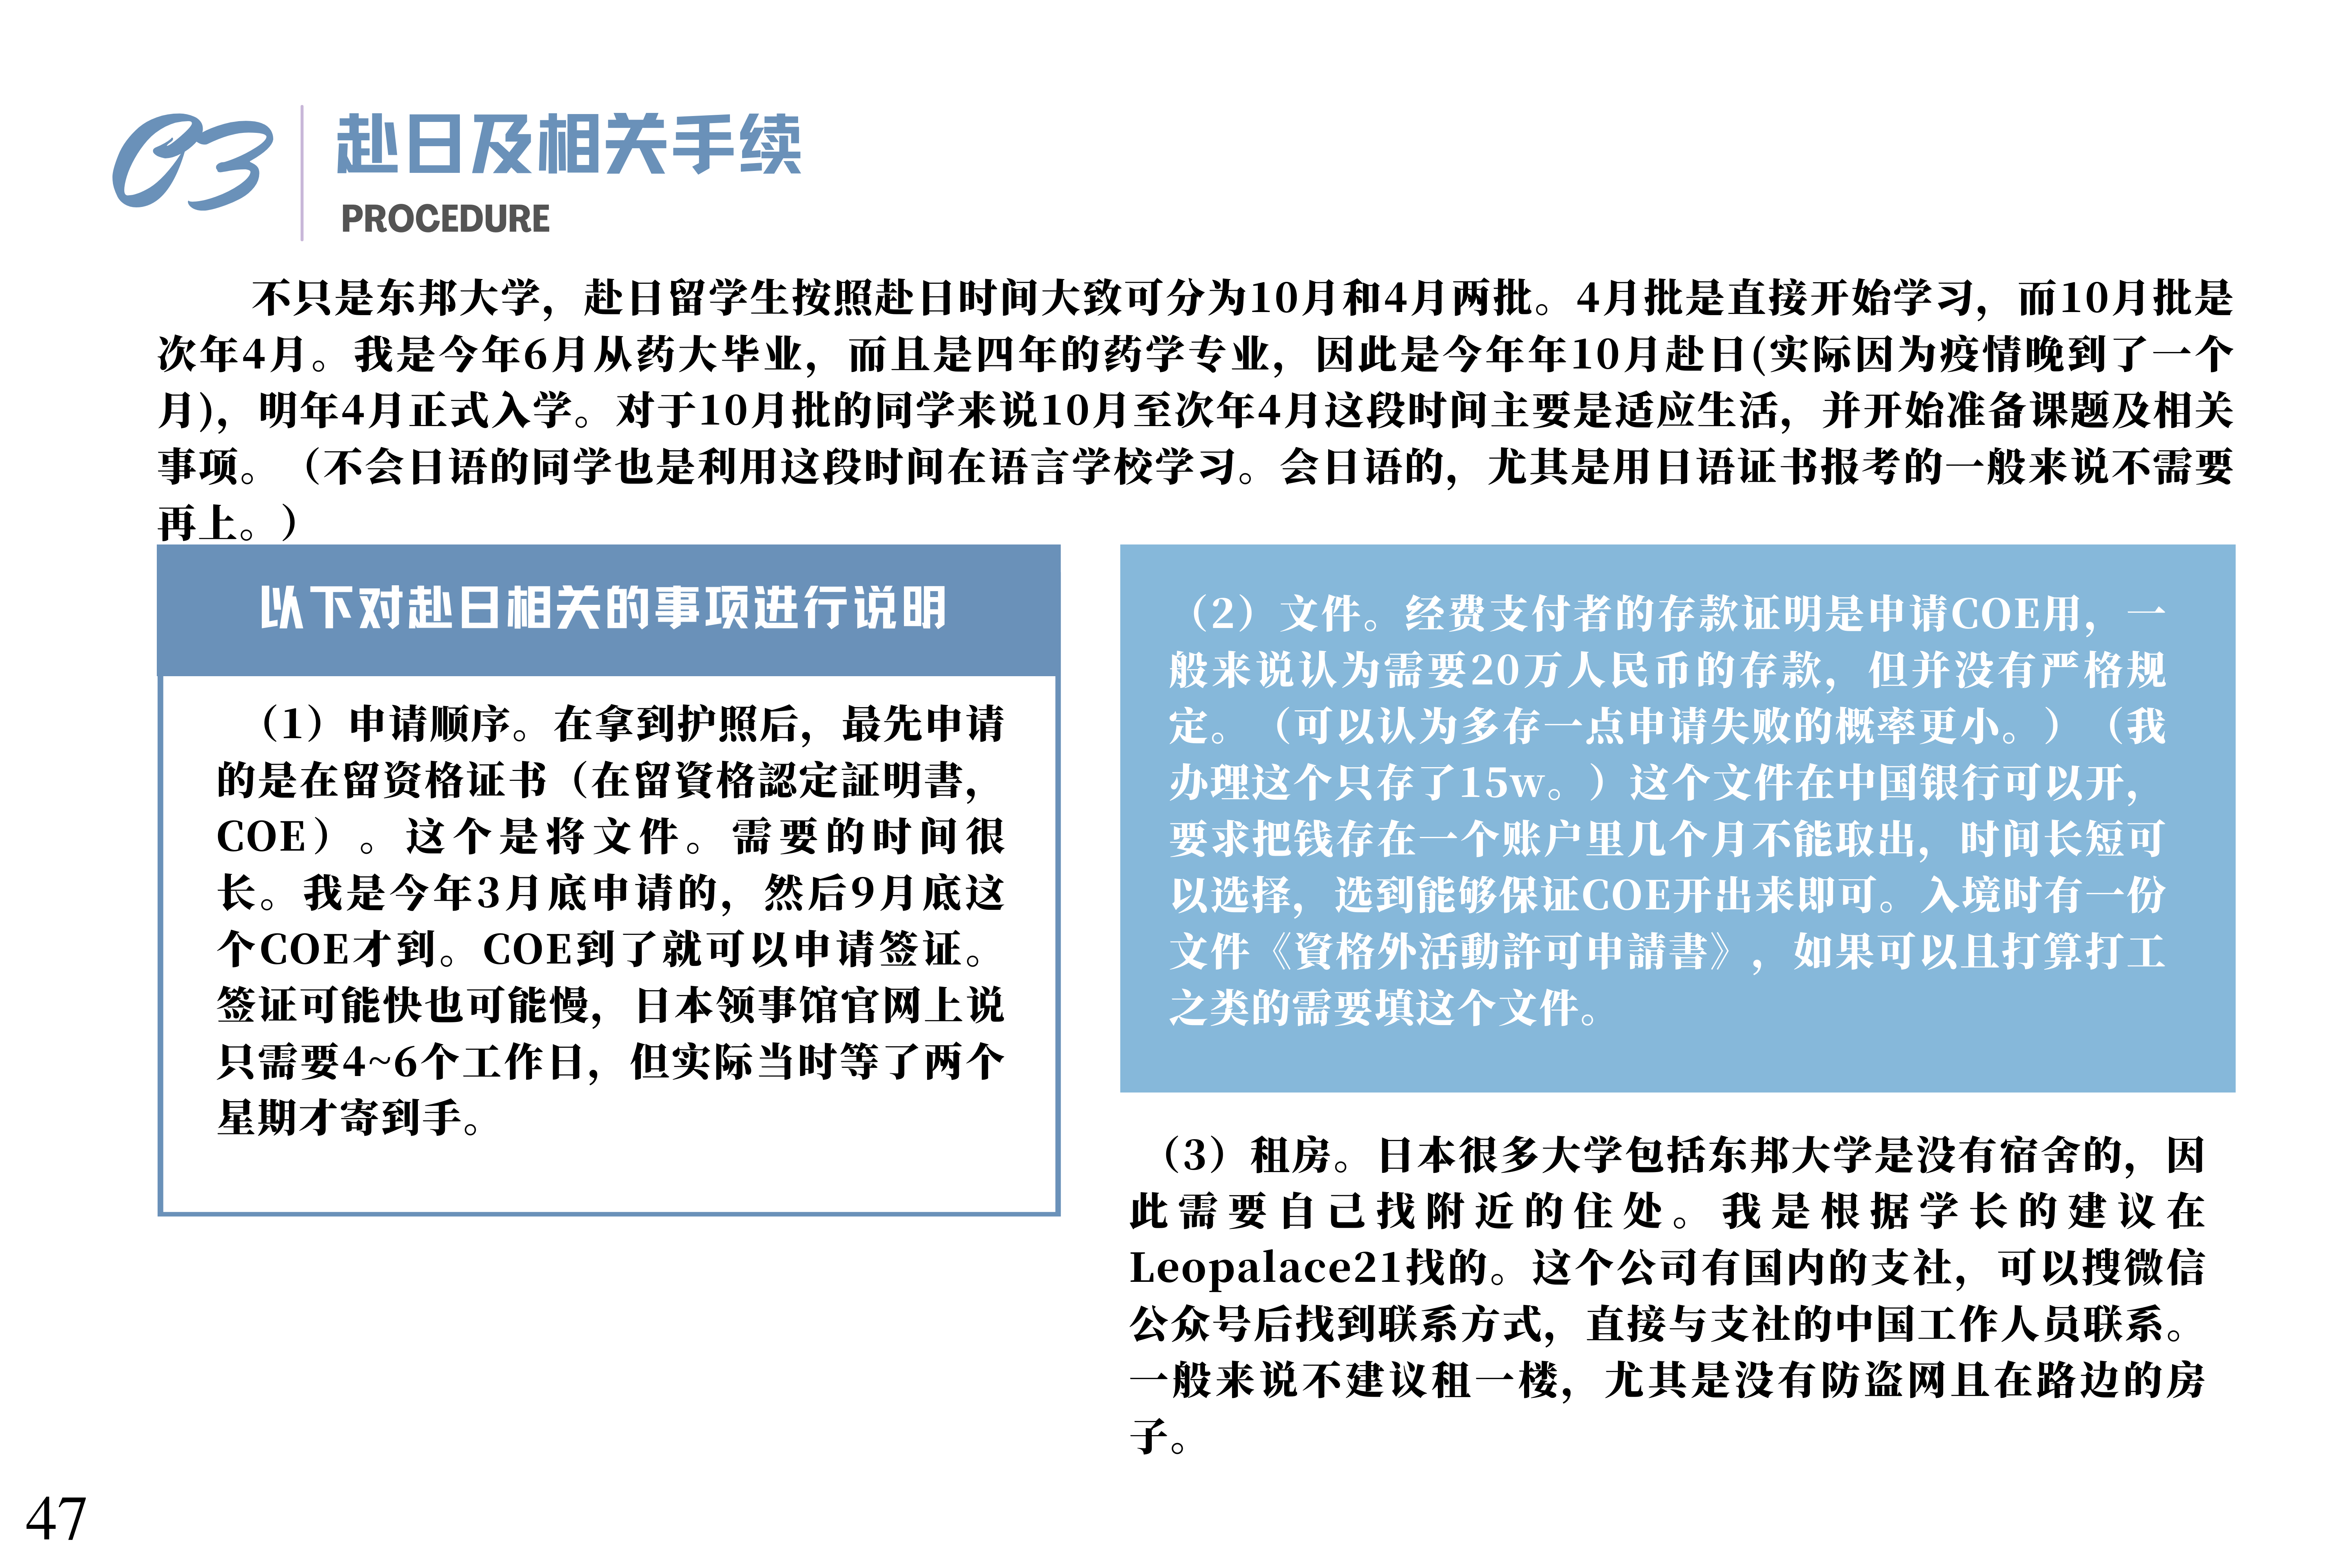 03
赴日及相关手续
PROCEDURE
不只是东邦大学，赴日留学生按照赴日时间大致可分为10月和4月两批。4月批是直接开始学习，而10月批是
次年4月。我是今年6月从药大毕业，而且是四年的药学专业，因此是今年年10月赴日(实际因为疫情晚到了一个
月)，明年4月正式入学。对于10月批的同学来说10月至次年4月这段时间主要是适应生活，并开始准备课题及相关
事项。（不会日语的同学也是利用这段时间在语言学校学习。会日语的，尤其是用日语证书报考的一般来说不需要
再上。）
以下对赴日相关的事项进行说明
（1）申请顺序。在拿到护照后，最先申请
的是在留资格证书（在留資格認定証明書，
COE）。这个是将文件。需要的时间很
长。我是今年3月底申请的，然后9月底这
个COE才到。COE到了就可以申请签证。
签证可能快也可能慢，日本领事馆官网上说
只需要4~6个工作日，但实际当时等了两个
星期才寄到手。
（2）文件。经费支付者的存款证明是申请COE用，一
般来说认为需要20万人民币的存款，但并没有严格规
定。（可以认为多存一点申请失败的概率更小。）（我
办理这个只存了15w。）这个文件在中国银行可以开，
要求把钱存在一个账户里几个月不能取出，时间长短可
以选择，选到能够保证COE开出来即可。入境时有一份
文件《資格外活動許可申請書》，如果可以且打算打工
之类的需要填这个文件。
（3）租房。日本很多大学包括东邦大学是没有宿舍的，因
此需要自己找附近的住处。我是根据学长的建议在
Leopalace21找的。这个公司有国内的支社，可以搜微信
公众号后找到联系方式，直接与支社的中国工作人员联系。
一般来说不建议租一楼，尤其是没有防盗网且在路边的房
子。
47